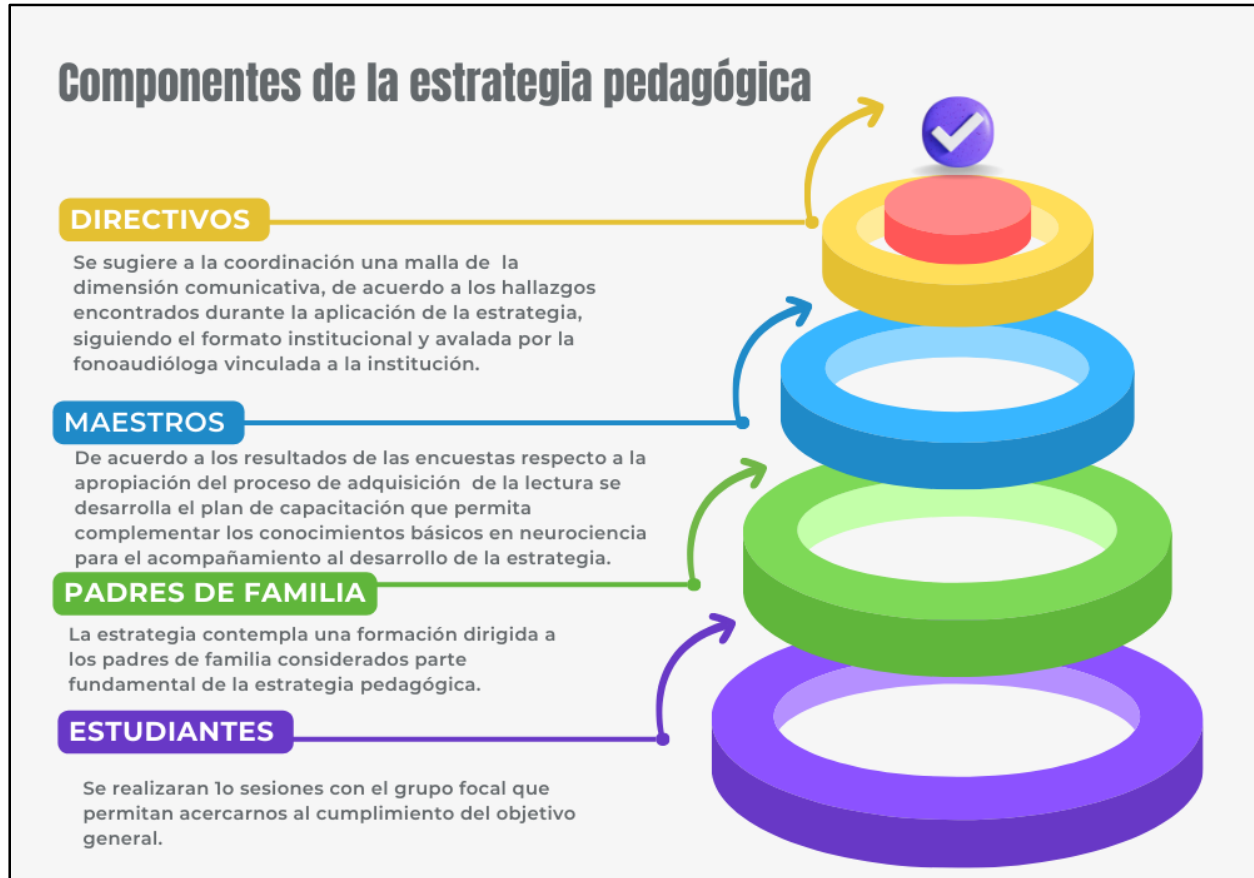 Componentes de la estrategia pedagógica
DIRECTIVOS
Se sugiere a la coordinación una malla de la
dimensión comunicativa, de acuerdo a los hallazgos
encontrados durante la aplicación de la estrategia,
siguiendo el formato institucional y avalada por la
fonoaudióloga vinculada a la institución.
MAESTROS
De acuerdo a los resultados de las encuestas respecto a la
apropiación del proceso de adquisición de la lectura se
desarrolla el plan de capacitación que permita
complementar los conocimientos básicos en neurociencia
para el acompañamiento al desarrollo de la estrategia.
PADRES DE FAMILIA
La estrategia contempla una formación dirigida a
los padres de familia considerados parte
fundamental de la estrategia pedagógica.
ESTUDIANTES
Se realizaran 1o sesiones con el grupo focal que
permitan acercarnos al cumplimiento del objetivo
general.